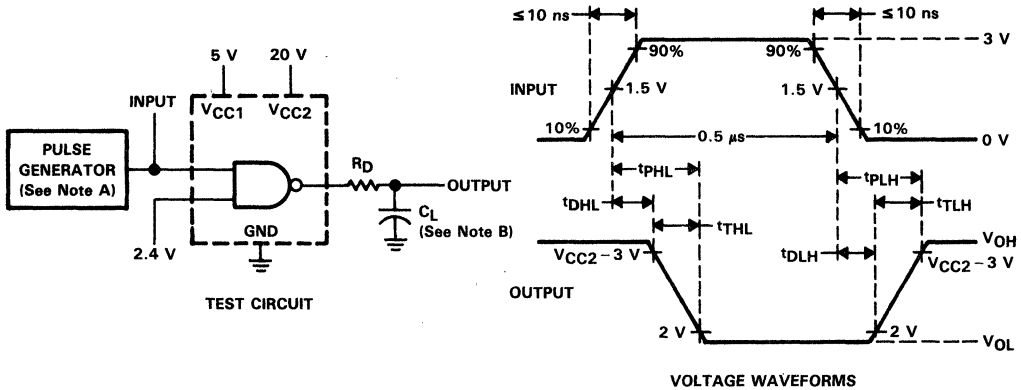 5 V
20 V
INPUT
VCC1
VCC2
PULSE
GENERATOR
(See Note A)
RD
OUTPUT
CL
(See Note B)
GND
2.4 V
TEST CIRCUIT
≤10 ns
≤10 ns
3 V
90%
90%
INPUT
1.5 V
1.5 V
10%
10%
0.5 μs
0 V
tPHL
tPLH
tDHL
tTLH
tTHL
tDLH
VOH
VCC2-3 V
VCC2-3 V
OUTPUT
2 V
2 V
VOL
VOLTAGE WAVEFORMS